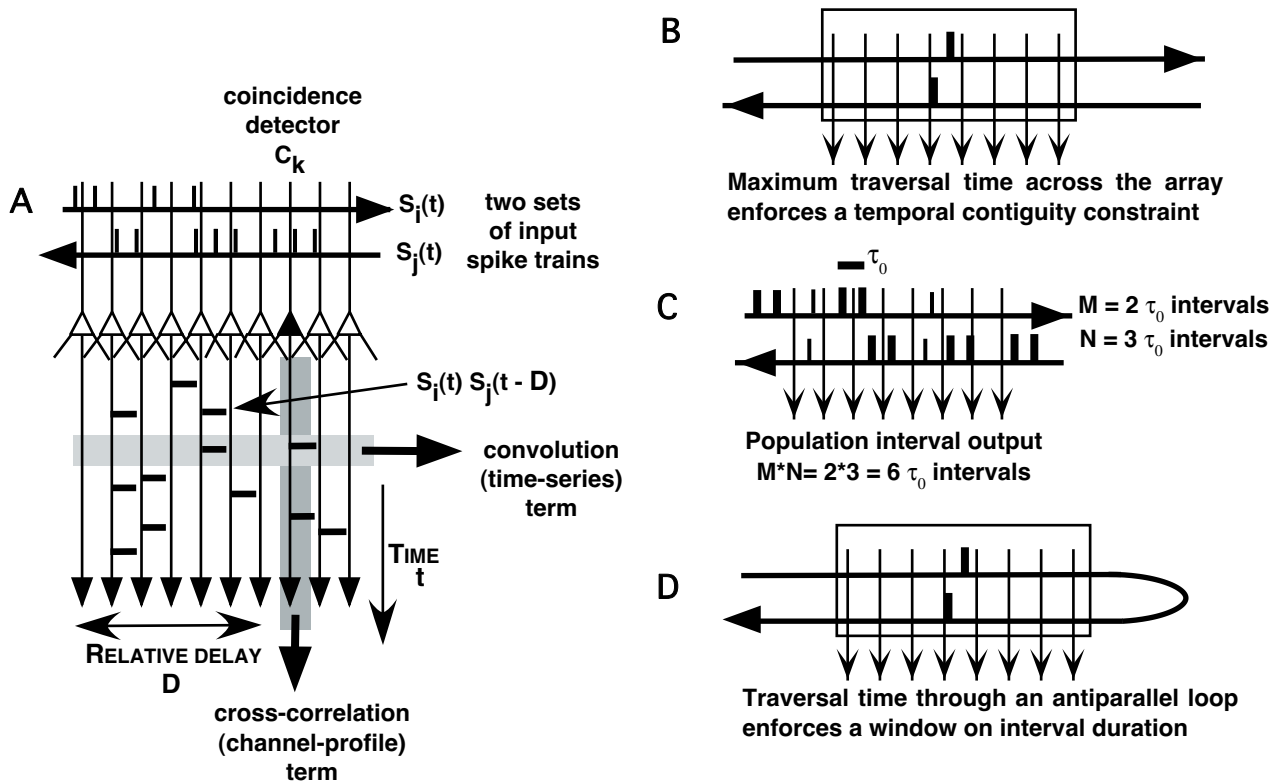 A
coincidence
detector
Ck
Si(t)
Sj(t)
two sets
of input
spike trains
Si(t) Sj(t - D)
convolution
(time-series)
term
TIME
t
RELATIVE DELAY
D
cross-correlation
(channel-profile)
term
B
Maximum traversal time across the array
enforces a temporal contiguity constraint
C
τ0
M = 2 τ0 intervals
N = 3 τ0 intervals
Population interval output
M*N= 2*3 = 6 τ0 intervals
D
Traversal time through an antiparallel loop
enforces a window on interval duration